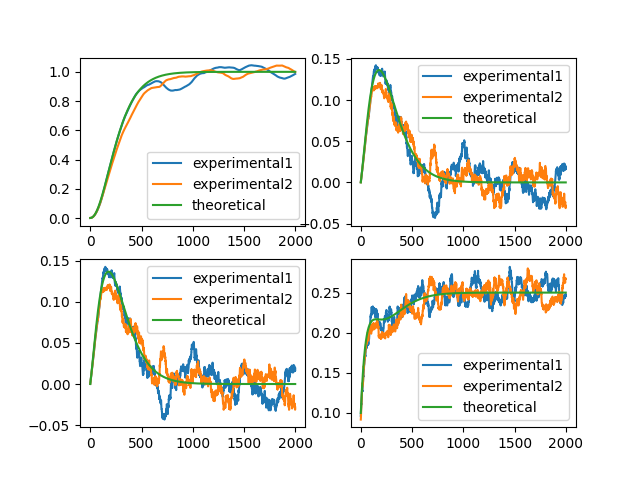 1.0
0.8
0.6
0.4
0.2
0.0
experimental1
experimental2
theoretical
0 500 1000 1500 2000
0.15
0.10
0.05
0.00
−0.05
experimental1
experimental2
theoretical
0 500 1000 1500 2000
0.15
0.10
0.05
0.00
−0.05
experimental1
experimental2
theoretical
0 500 1000 1500 2000
0.25
0.20
0.15
0.10
experimental1
experimental2
theoretical
0 500 1000 1500 2000